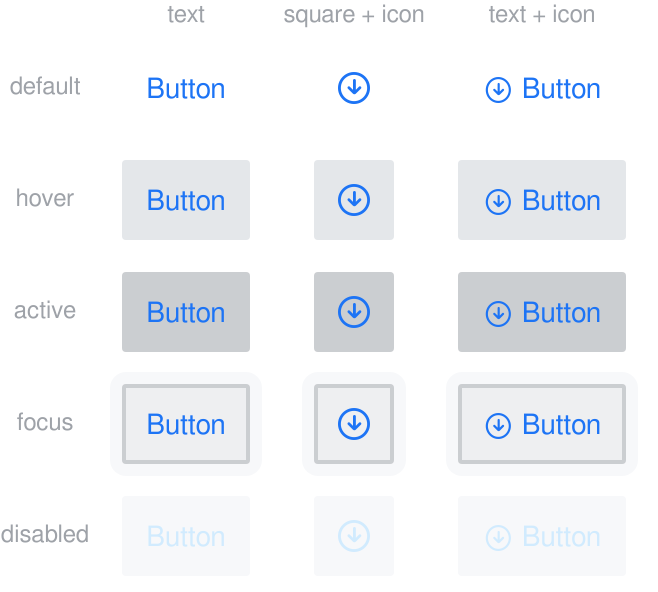 text square + icon text + icon
default Button Button
hover Button Button
active Button Button
focus Button Button
disabled Button Button